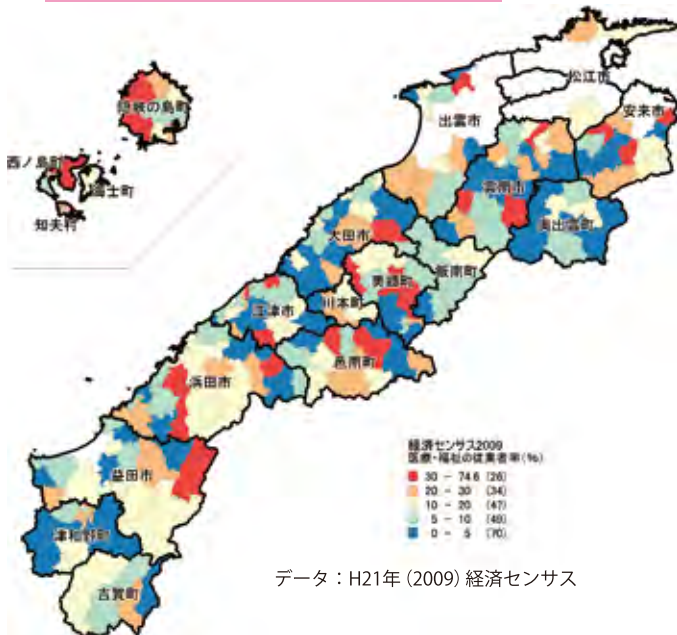 松江市
安来市
出雲市
隠岐の島町
西ノ島町
海士町
知夫村
雲南市
奥出雲町
大田市
飯南町
美郷町
川本町
江津市
邑南町
浜田市
益田市
津和野町
吉賀町
経済センサス2009
医療・福祉の従業者率(%)
30 - 74.6 (26)
20 - 30 (34)
10 - 20 (47)
5 - 10 (49)
0 - 5 (70)
データ：H21年 (2009) 経済センサス